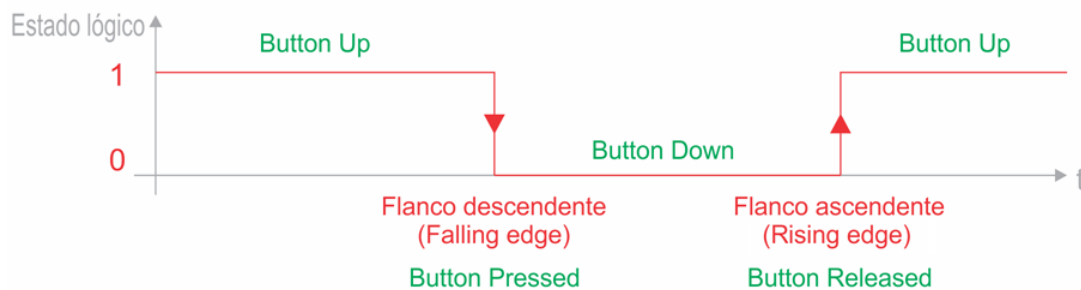 Estado lógico
Button Up
Button Up
1
Button Down
0
t
Flanco descendente
(Falling edge)
Flanco ascendente
(Rising edge)
Button Pressed
Button Released